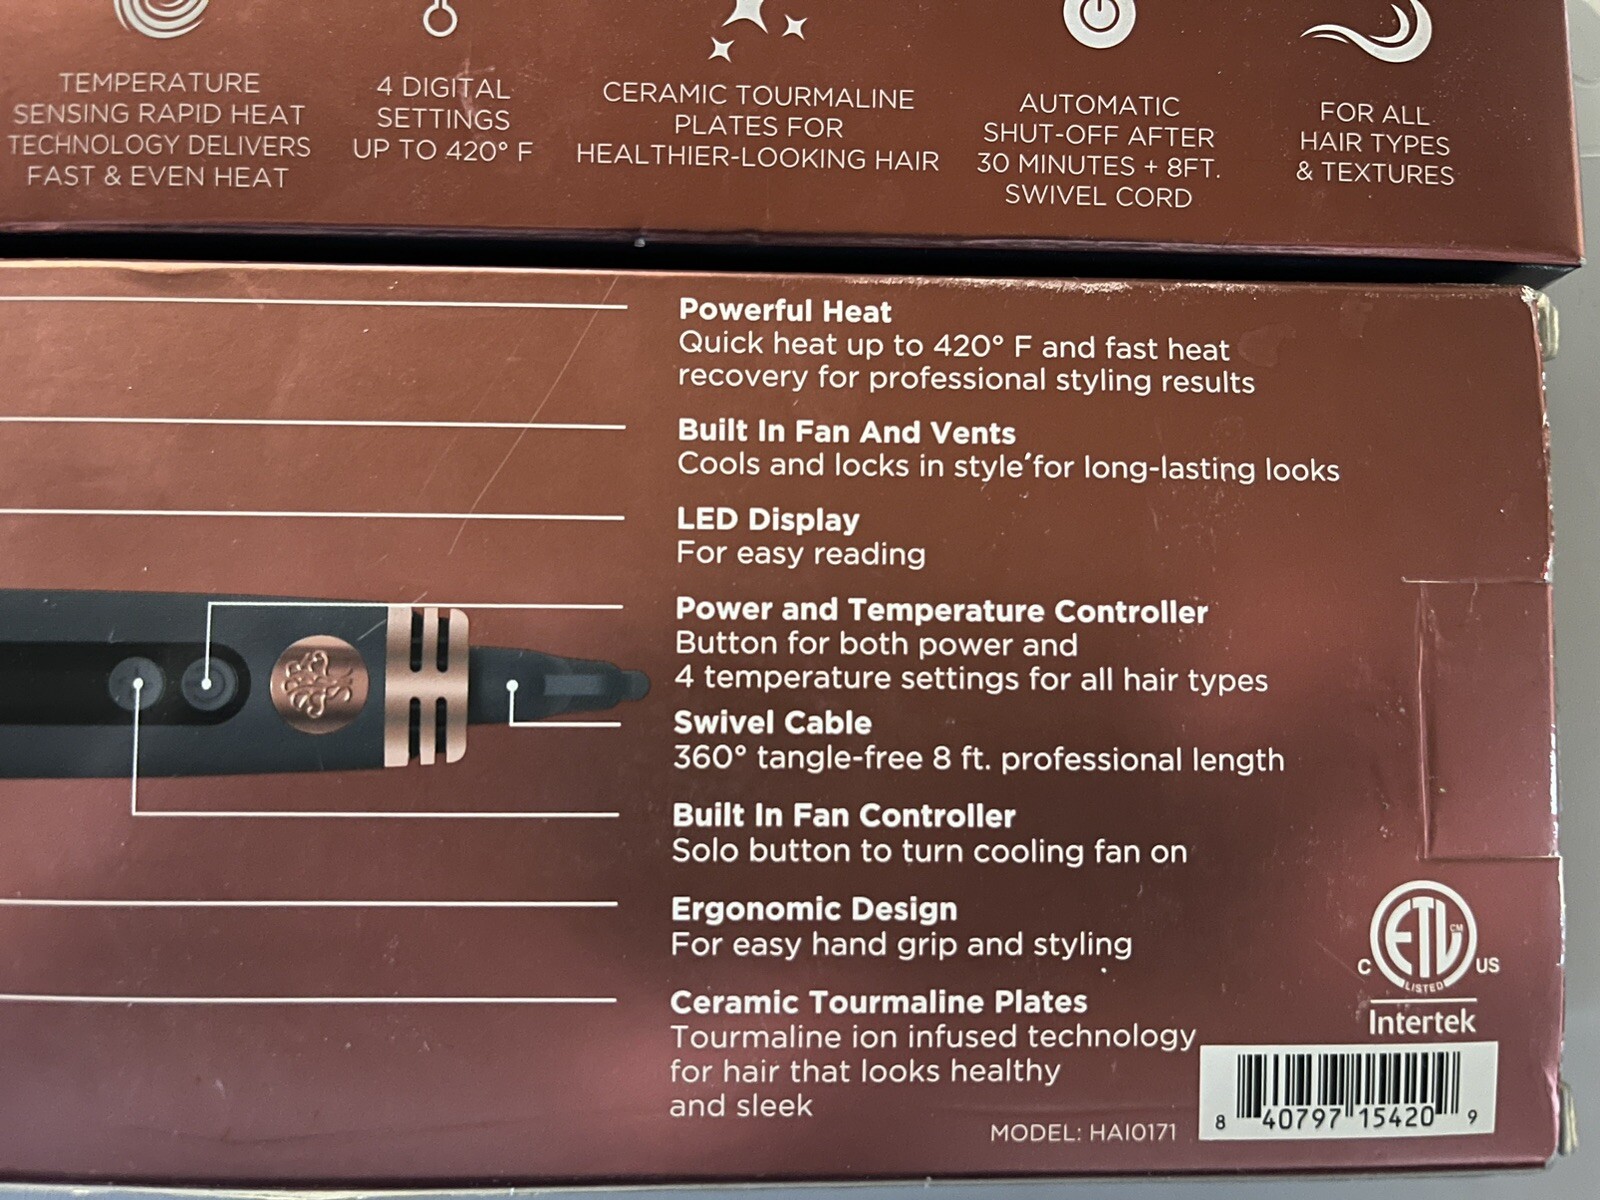 TEMPERATURE
SENSING RAPID HEAT
TECHNOLOGY DELIVERS
FAST & EVEN HEAT
4 DIGITAL
SETTINGS
UP TO 420° F
CERAMIC TOURMALINE
PLATES FOR
HEALTHIER-LOOKING HAIR
AUTOMATIC
SHUT-OFF AFTER
30 MINUTES + 8FT.
SWIVEL CORD
FOR ALL
HAIR TYPES
& TEXTURES
Powerful Heat
Quick heat up to 420° F and fast heat
recovery for professional styling results
Built In Fan And Vents
Cools and locks in style for long-lasting looks
LED Display
For easy reading
Power and Temperature Controller
Button for both power and
4 temperature settings for all hair types
Swivel Cable
360° tangle-free 8 ft. professional length
Built In Fan Controller
Solo button to turn cooling fan on
Ergonomic Design
For easy hand grip and styling
Ceramic Tourmaline Plates
Tourmaline ion infused technology
for hair that looks healthy
and sleek
MODEL: HAI0171
C ETL CM US
LISTED
Intertek
8 40797 15420 9